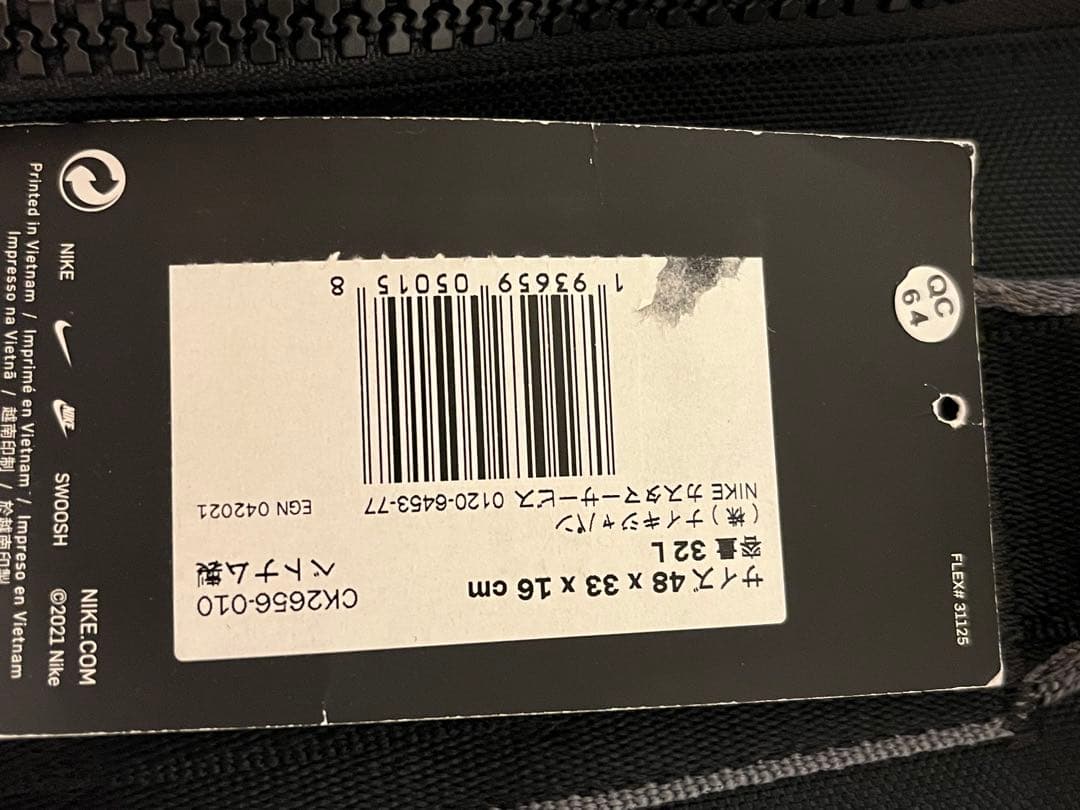 サイズ 48 x 33 x 16 cm
CK2656-010
容量 32 L
ベトナム製
(株)ナイキジャパン
NIKE カスタマーサービス 0120-6453-77
EGN 042021
1 93659 05015 8
QC
64
FLEX# 31125
NIKE.COM
NIKE
NIKE
SWOOSH
©2021 Nike
Printed in Vietnam / Imprimé en Vietnam / Impreso en Vietnam
Impresso na Vietnã / 越南印制 / 於越南印製